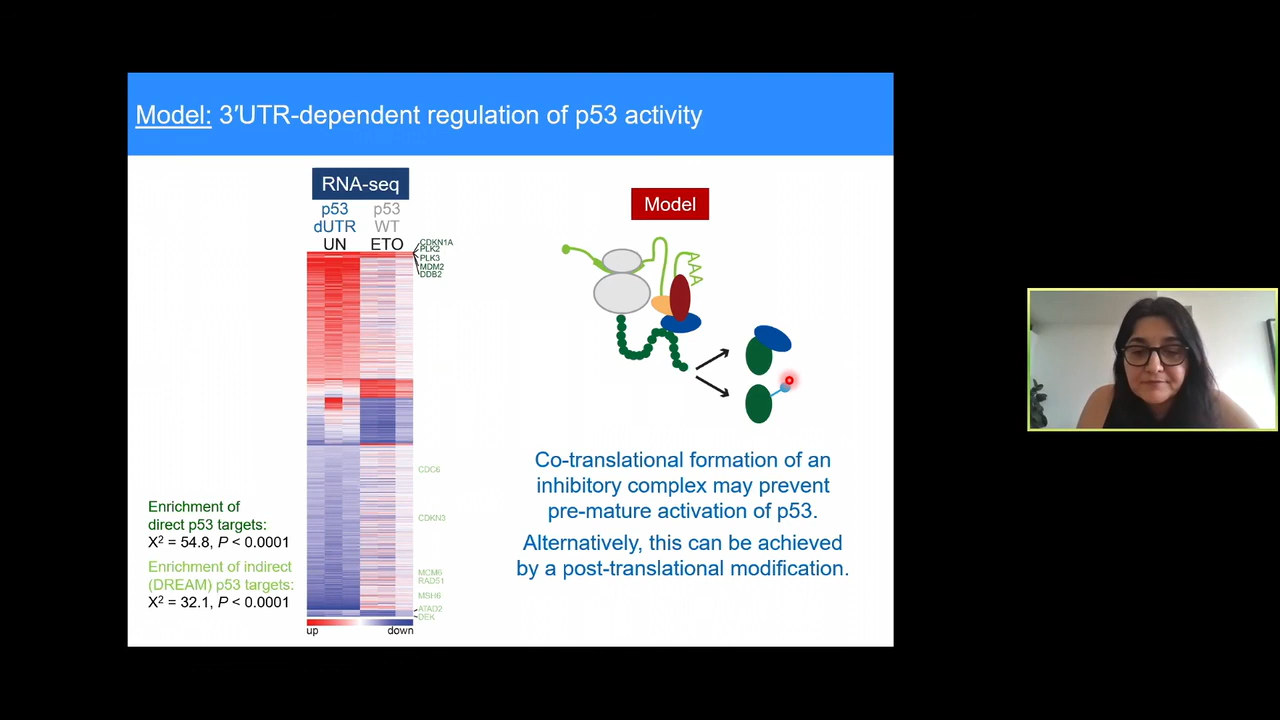 Model: 3′UTR-dependent regulation of p53 activity
RNA-seq
p53 p53
dUTR WT
UN ETO
CDKN1A
PLK2
PLK3
MDM2
DDB2
CDC6
CDKN3
MCM6
RAD51
MSH6
ATAD2
DEK
up down
Enrichment of
direct p53 targets:
X² = 54.8, P < 0.0001
Enrichment of indirect
(DREAM) p53 targets:
X² = 32.1, P < 0.0001
Model
AAA
Co-translational formation of an
inhibitory complex may prevent
pre-mature activation of p53.
Alternatively, this can be achieved
by a post-translational modification.